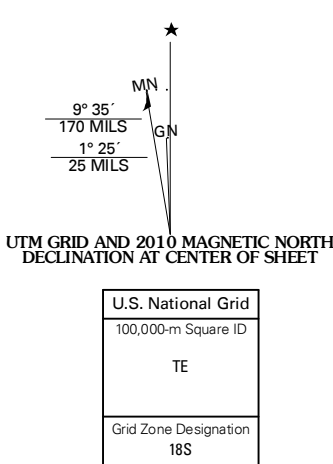 MN
9° 35´
170 MILS
GN
1° 25´
25 MILS
UTM GRID AND 2010 MAGNETIC NORTH
DECLINATION AT CENTER OF SHEET
U.S. National Grid
100,000-m Square ID
TE
Grid Zone Designation
18S